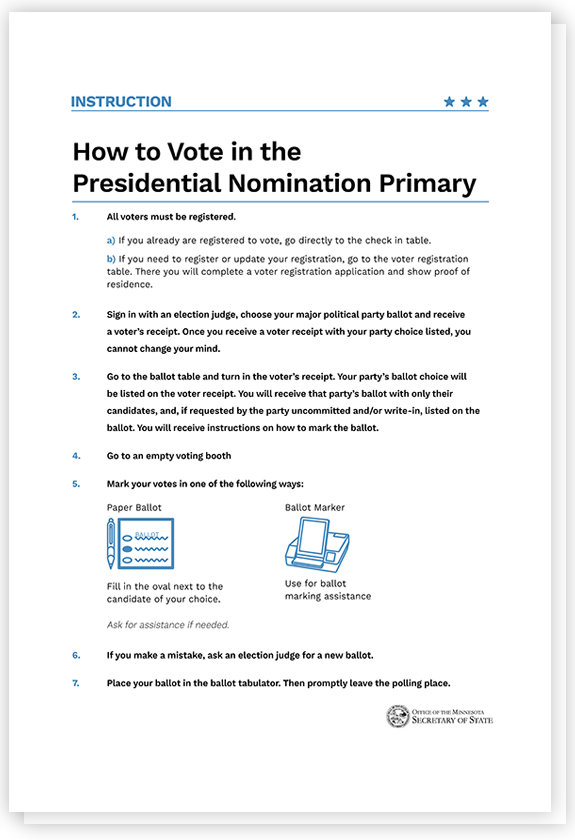 INSTRUCTION
How to Vote in the
Presidential Nomination Primary
1. All voters must be registered.
a) If you already are registered to vote, go directly to the check in table.
b) If you need to register or update your registration, go to the voter registration
table. There you will complete a voter registration application and show proof of
residence.
2. Sign in with an election judge, choose your major political party ballot and receive
a voter’s receipt. Once you receive a voter receipt with your party choice listed, you
cannot change your mind.
3. Go to the ballot table and turn in the voter’s receipt. Your party’s ballot choice will
be listed on the voter receipt. You will receive that party’s ballot with only their
candidates, and, if requested by the party uncommitted and/or write-in, listed on the
ballot. You will receive instructions on how to mark the ballot.
4. Go to an empty voting booth
5. Mark your votes in one of the following ways:
Paper Ballot
BALLOT
Fill in the oval next to the
candidate of your choice.
Ask for assistance if needed.
Ballot Marker
Use for ballot
marking assistance
6. If you make a mistake, ask an election judge for a new ballot.
7. Place your ballot in the ballot tabulator. Then promptly leave the polling place.
Office of the Minnesota
Secretary of State